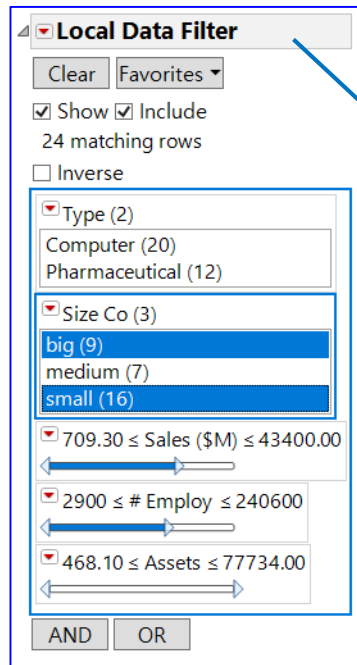 Local Data Filter
Clear Favorites
Show Include
24 matching rows
Inverse
Type (2)
Computer (20)
Pharmaceutical (12)
Size Co (3)
big (9)
medium (7)
small (16)
709.30 ≤ Sales ($M) ≤ 43400.00
2900 ≤ # Employ ≤ 240600
468.10 ≤ Assets ≤ 77734.00
AND OR